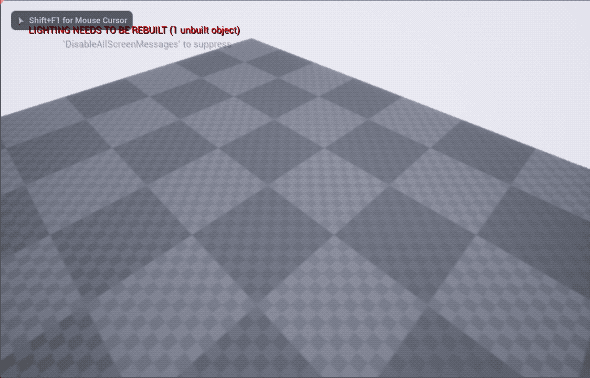 Shift+F1 for Mouse Cursor
LIGHTING NEEDS TO BE REBUILT (1 unbuilt object)
'DisableAllScreenMessages' to suppress